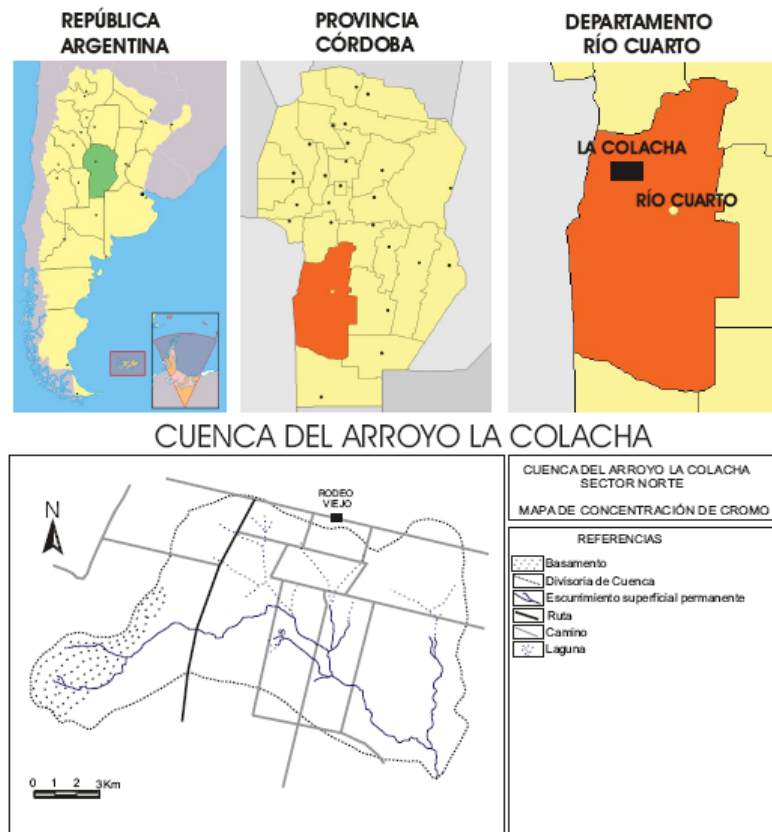 REPÚBLICA
ARGENTINA
PROVINCIA
CÓRDOBA
DEPARTAMENTO
RÍO CUARTO
LA COLACHA
RÍO CUARTO
CUENCA DEL ARROYO LA COLACHA
N
RODEO
VIEJO
0 1 2 3Km
CUENCA DEL ARROYO LA COLACHA
SECTOR NORTE
MAPA DE CONCENTRACIÓN DE CROMO
REFERENCIAS
Basamento
Divisoria de Cuenca
Escurrimiento superficial permanente
Ruta
Camino
Laguna